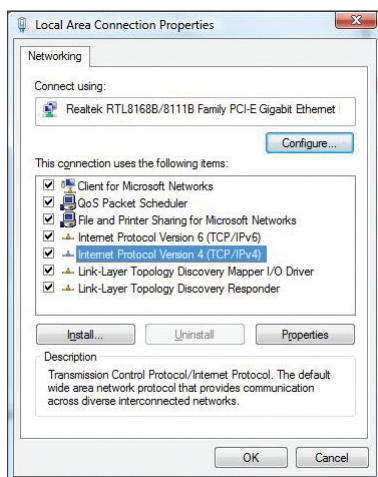 Local Area Connection Properties
Networking
Connect using:
Realtek RTL8168B/8111B Family PCI-E Gigabit Ethernet
Configure...
This connection uses the following items:
Client for Microsoft Networks
QoS Packet Scheduler
File and Printer Sharing for Microsoft Networks
Internet Protocol Version 6 (TCP/IPv6)
Internet Protocol Version 4 (TCP/IPv4)
Link-Layer Topology Discovery Mapper I/O Driver
Link-Layer Topology Discovery Responder
Install...
Uninstall
Properties
Description
Transmission Control Protocol/Internet Protocol. The default
wide area network protocol that provides communication
across diverse interconnected networks.
OK
Cancel